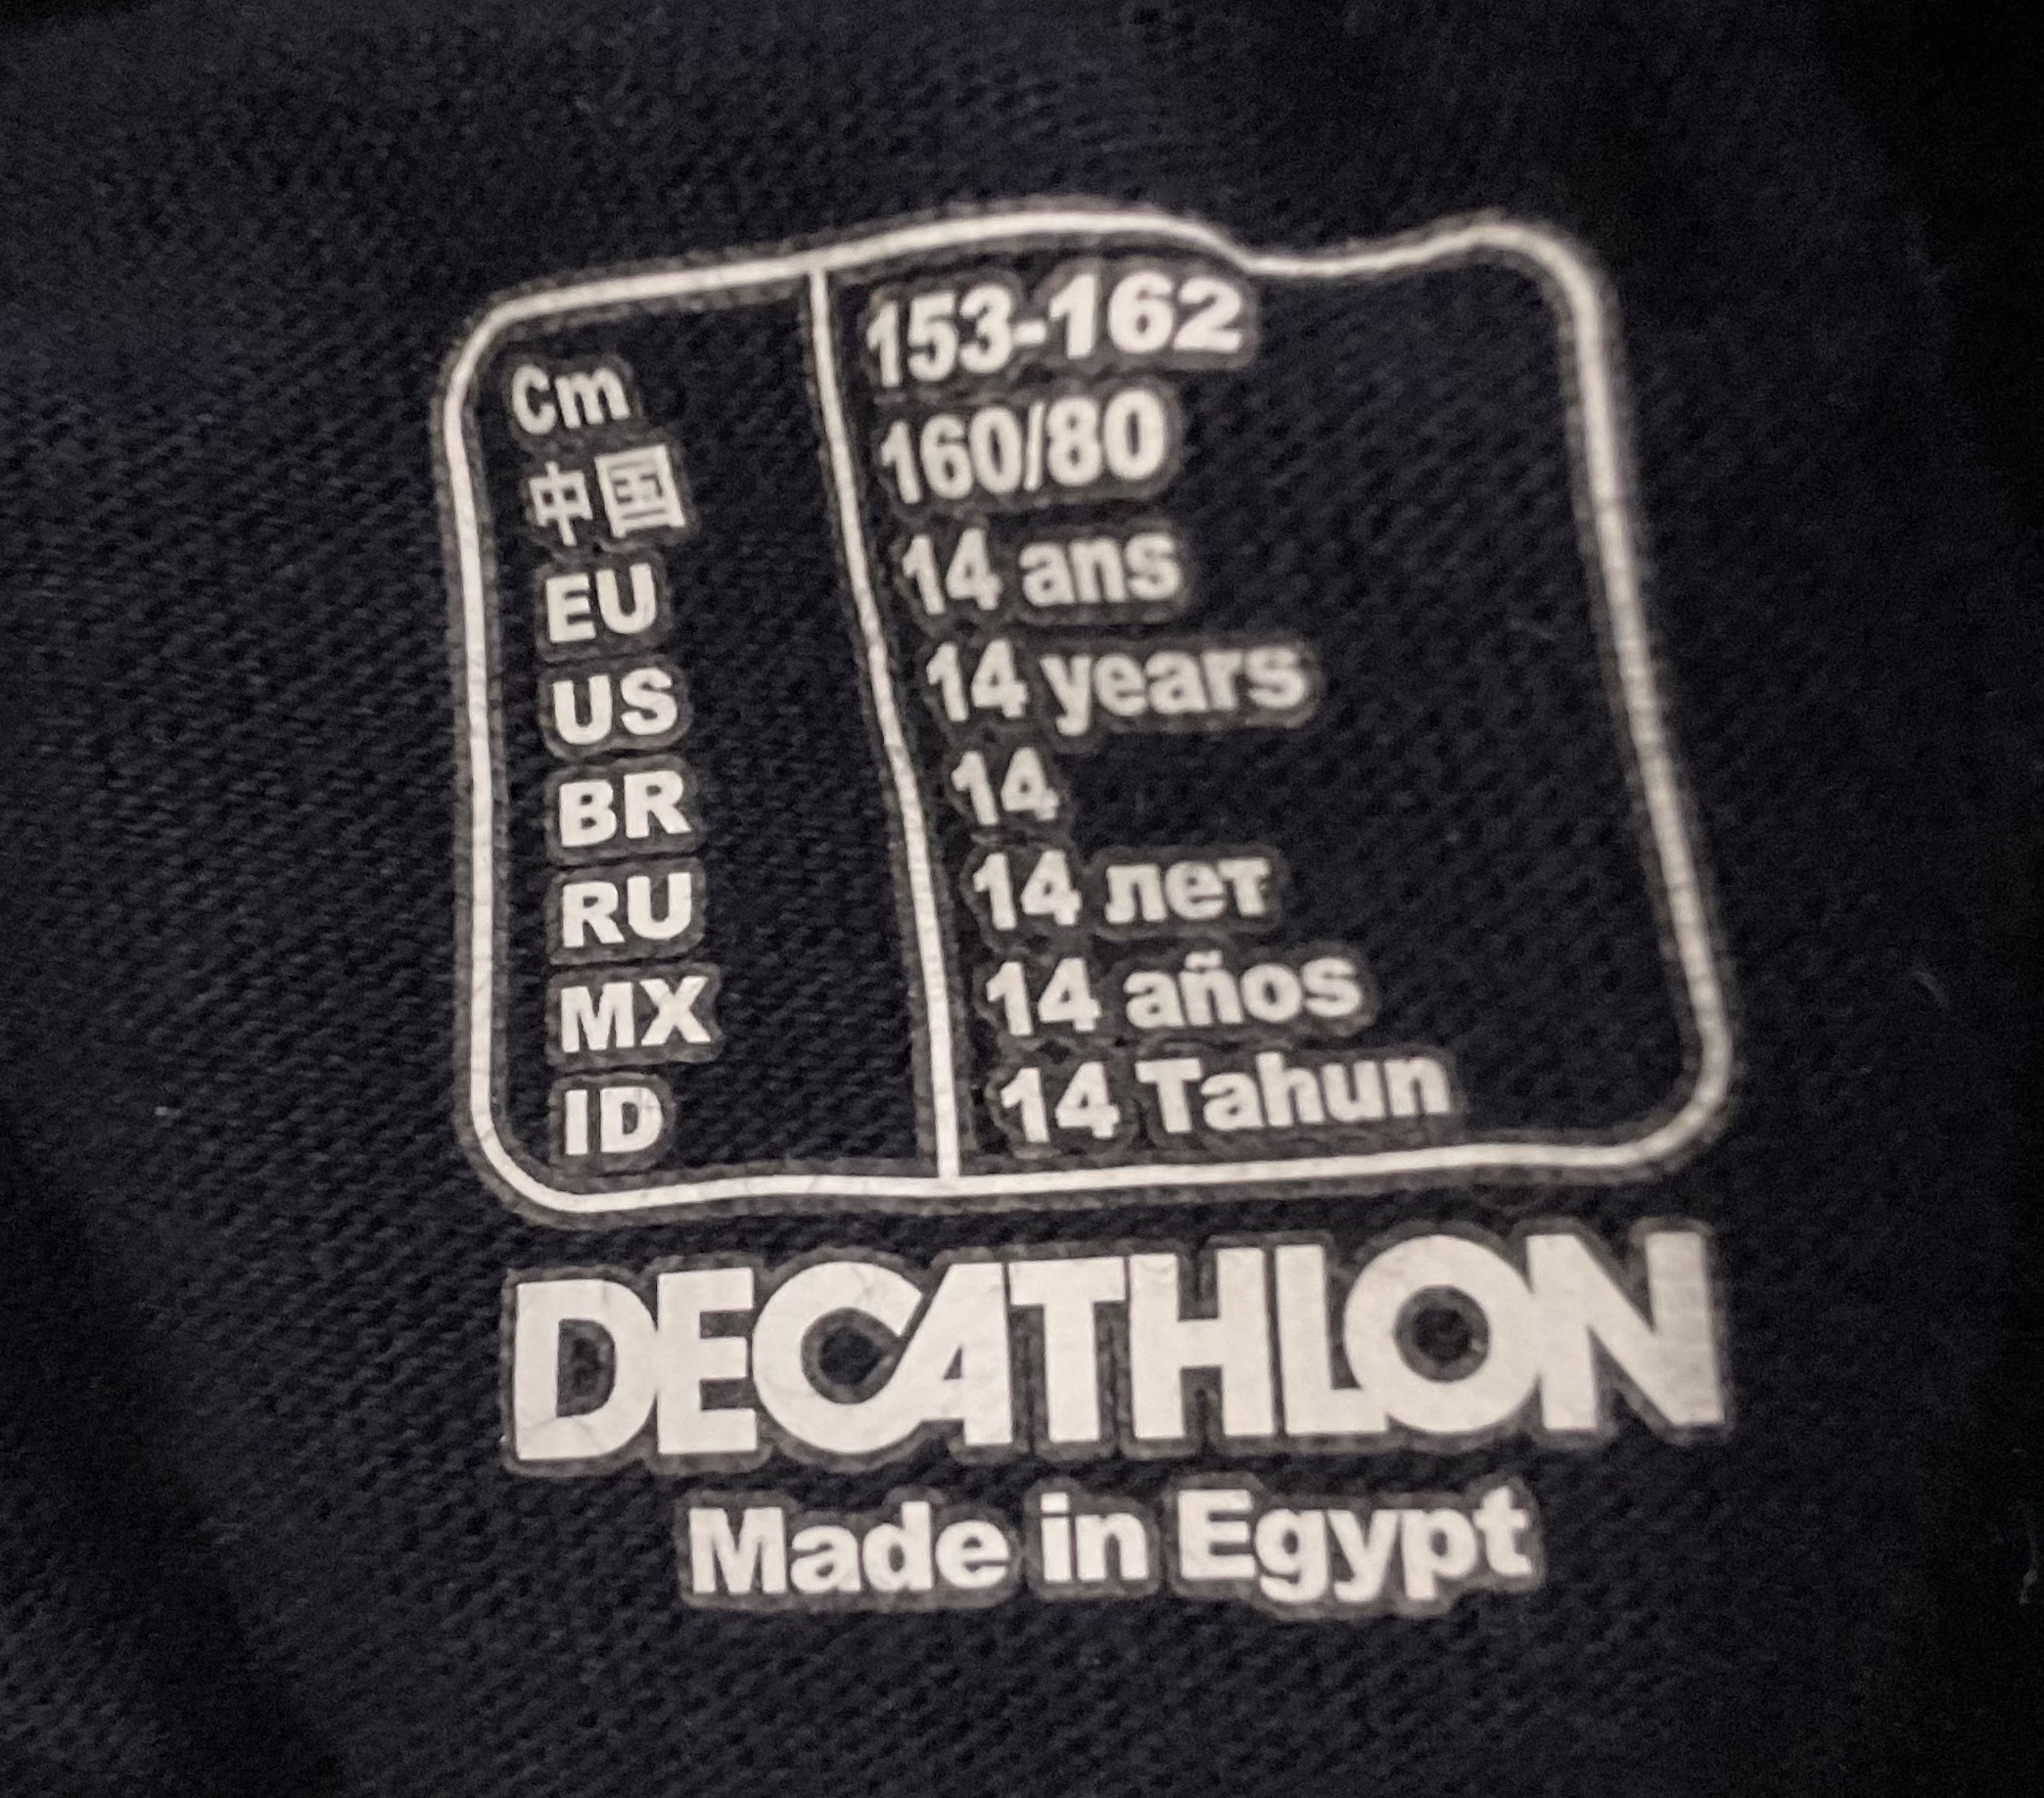 Cm 153-162
中国 160/80
EU 14 ans
US 14 years
BR 14
RU 14 лет
MX 14 años
ID 14 Tahun
DECATHLON
Made in Egypt